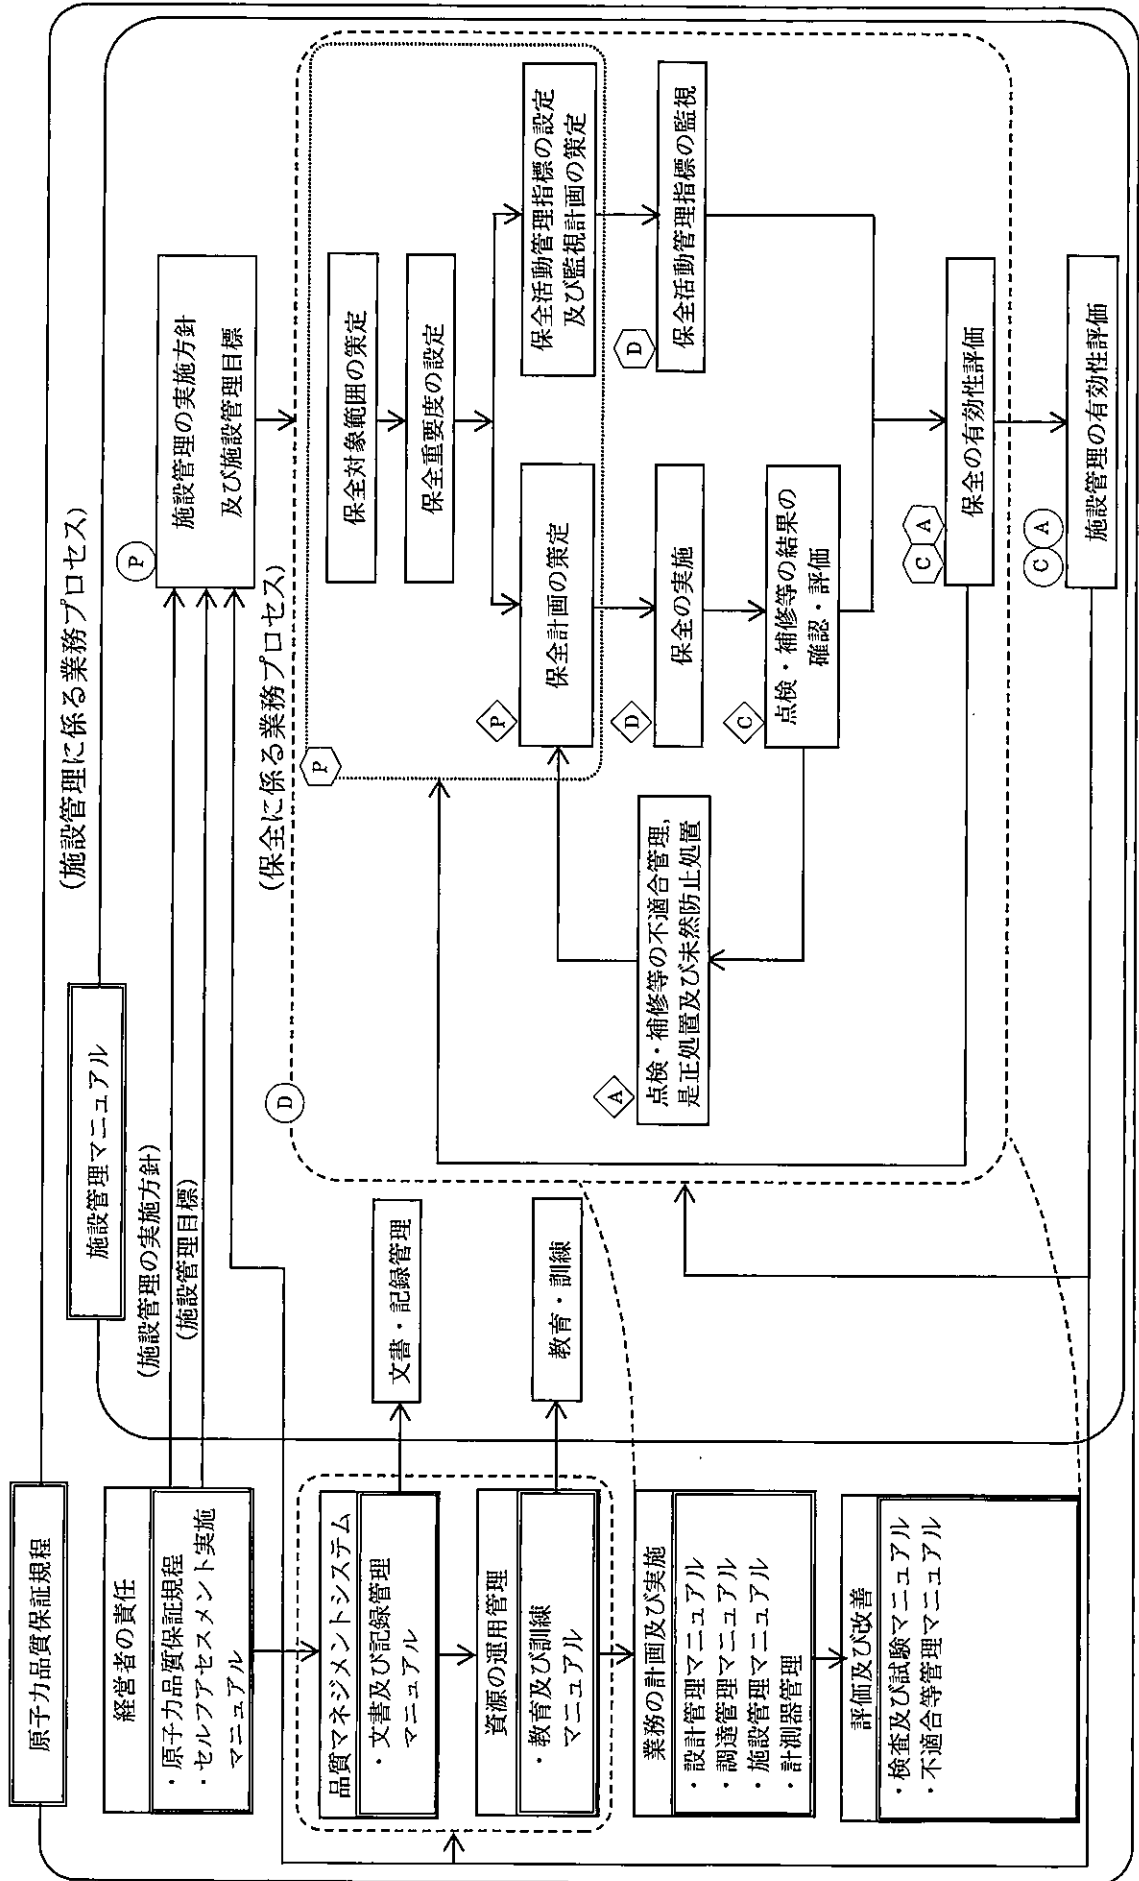 原子力品質保証規程
経営者の責任
・原子力品質保証規程
・セルフアセスメント実施
マニュアル
品質マネジメントシステム
・文書及び記録管理
マニュアル
資源の運用管理
・教育及び訓練
マニュアル
業務の計画及び実施
・設計管理マニュアル
・調達管理マニュアル
・施設管理マニュアル
・計測器管理
評価及び改善
・検査及び試験マニュアル
・不適合等管理マニュアル
施設管理マニュアル
(施設管理の実施方針)
(施設管理目標)
文書・記録管理
教育・訓練
(施設管理に係る業務プロセス)
P
施設管理の実施方針
及び施設管理目標
D
(保全に係る業務プロセス)
P
保全対象範囲の策定
保全重要度の設定
P
保全計画の策定
保全活動管理指標の設定
及び監視計画の策定
D
保全の実施
D
保全活動管理指標の監視
A
点検・補修等の不適合管理,
是正処置及び未然防止処置
C
点検・補修等の結果の
確認・評価
C A
保全の有効性評価
C A
施設管理の有効性評価